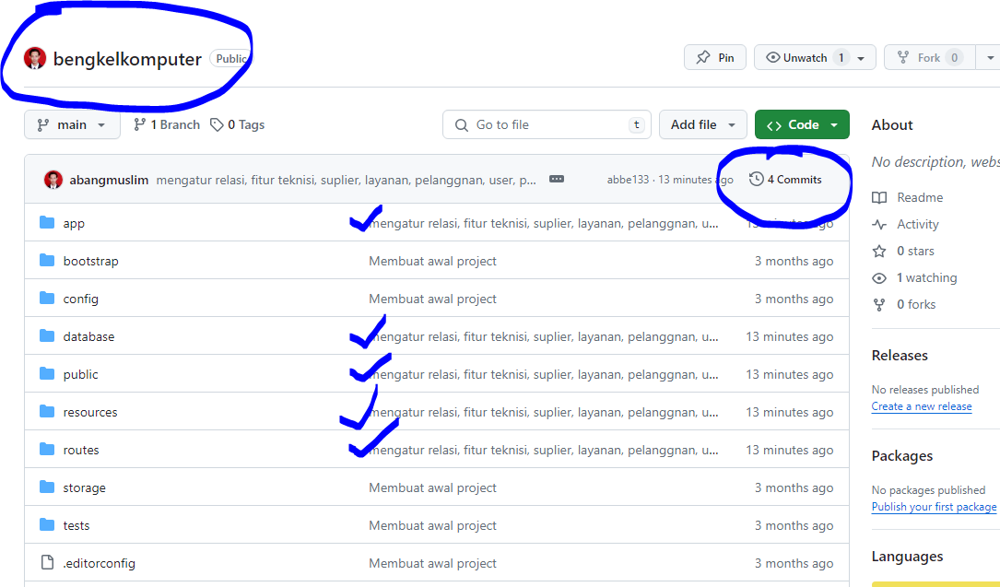 bengkelkomputer Public
Pin Unwatch 1 Fork 0
main 1 Branch 0 Tags Go to file t Add file Code
abangmuslim mengatur relasi, fitur teknisi, suplier, layanan, pelanggnan, user, p... abbe133 · 13 minutes ago 4 Commits
app mengatur relasi, fitur teknisi, suplier, layanan, pelanggnan, u... 13 minutes ago
bootstrap Membuat awal project 3 months ago
config Membuat awal project 3 months ago
database mengatur relasi, fitur teknisi, suplier, layanan, pelanggnan, u... 13 minutes ago
public mengatur relasi, fitur teknisi, suplier, layanan, pelanggnan, u... 13 minutes ago
resources mengatur relasi, fitur teknisi, suplier, layanan, pelanggnan, u... 13 minutes ago
routes mengatur relasi, fitur teknisi, suplier, layanan, pelanggnan, u... 13 minutes ago
storage Membuat awal project 3 months ago
tests Membuat awal project 3 months ago
.editorconfig Membuat awal project 3 months ago
About
No description, webs
Readme
Activity
0 stars
1 watching
0 forks
Releases
No releases published
Create a new release
Packages
No packages published
Publish your first package
Languages